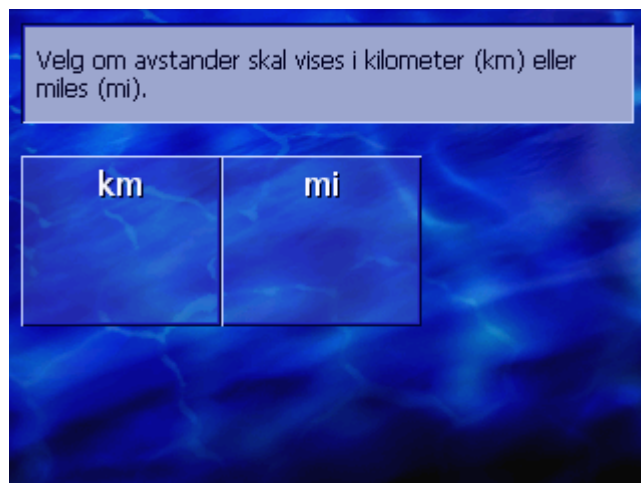 Velg om avstander skal vises i kilometer (km) eller
miles (mi).
km mi